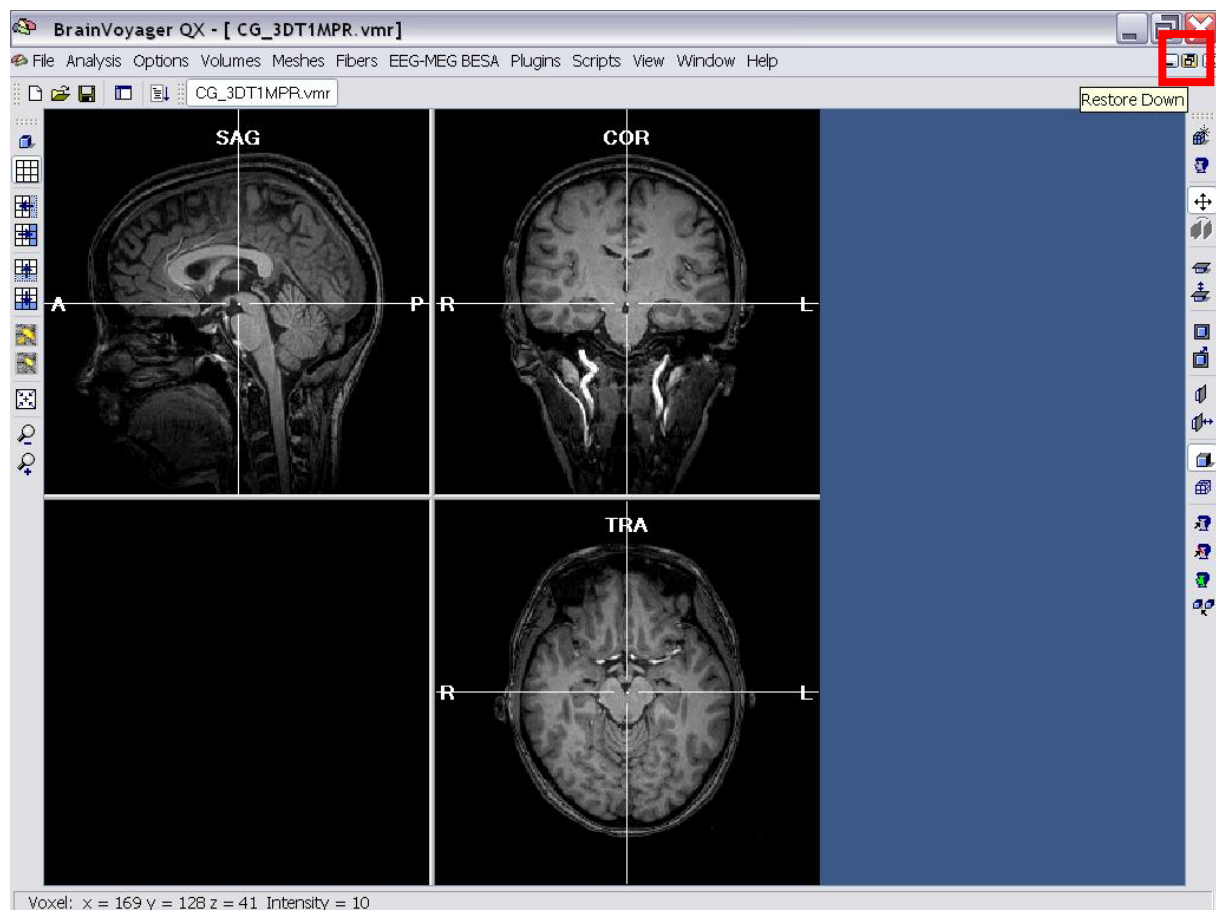 BrainVoyager QX - [ CG_3DT1MPR.vmr]
File Analysis Options Volumes Meshes Fibers EEG-MEG BESA Plugins Scripts View Window Help
CG_3DT1MPR.vmr
Restore Down
SAG
COR
A
P
R
L
TRA
R
L
Voxel: x = 169 y = 128 z = 41 Intensity = 10